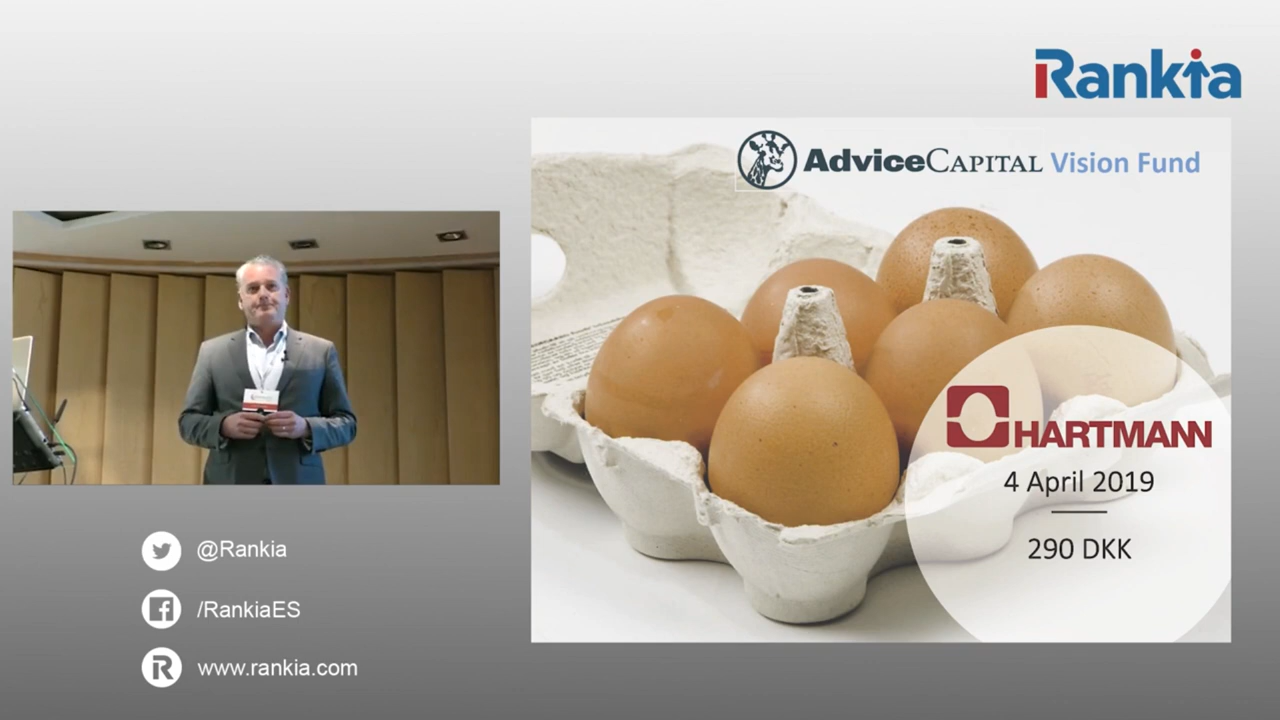 Rankia
AdviceCapital Vision Fund
HARTMANN
4 April 2019
290 DKK
@Rankia
/RankiaES
www.rankia.com